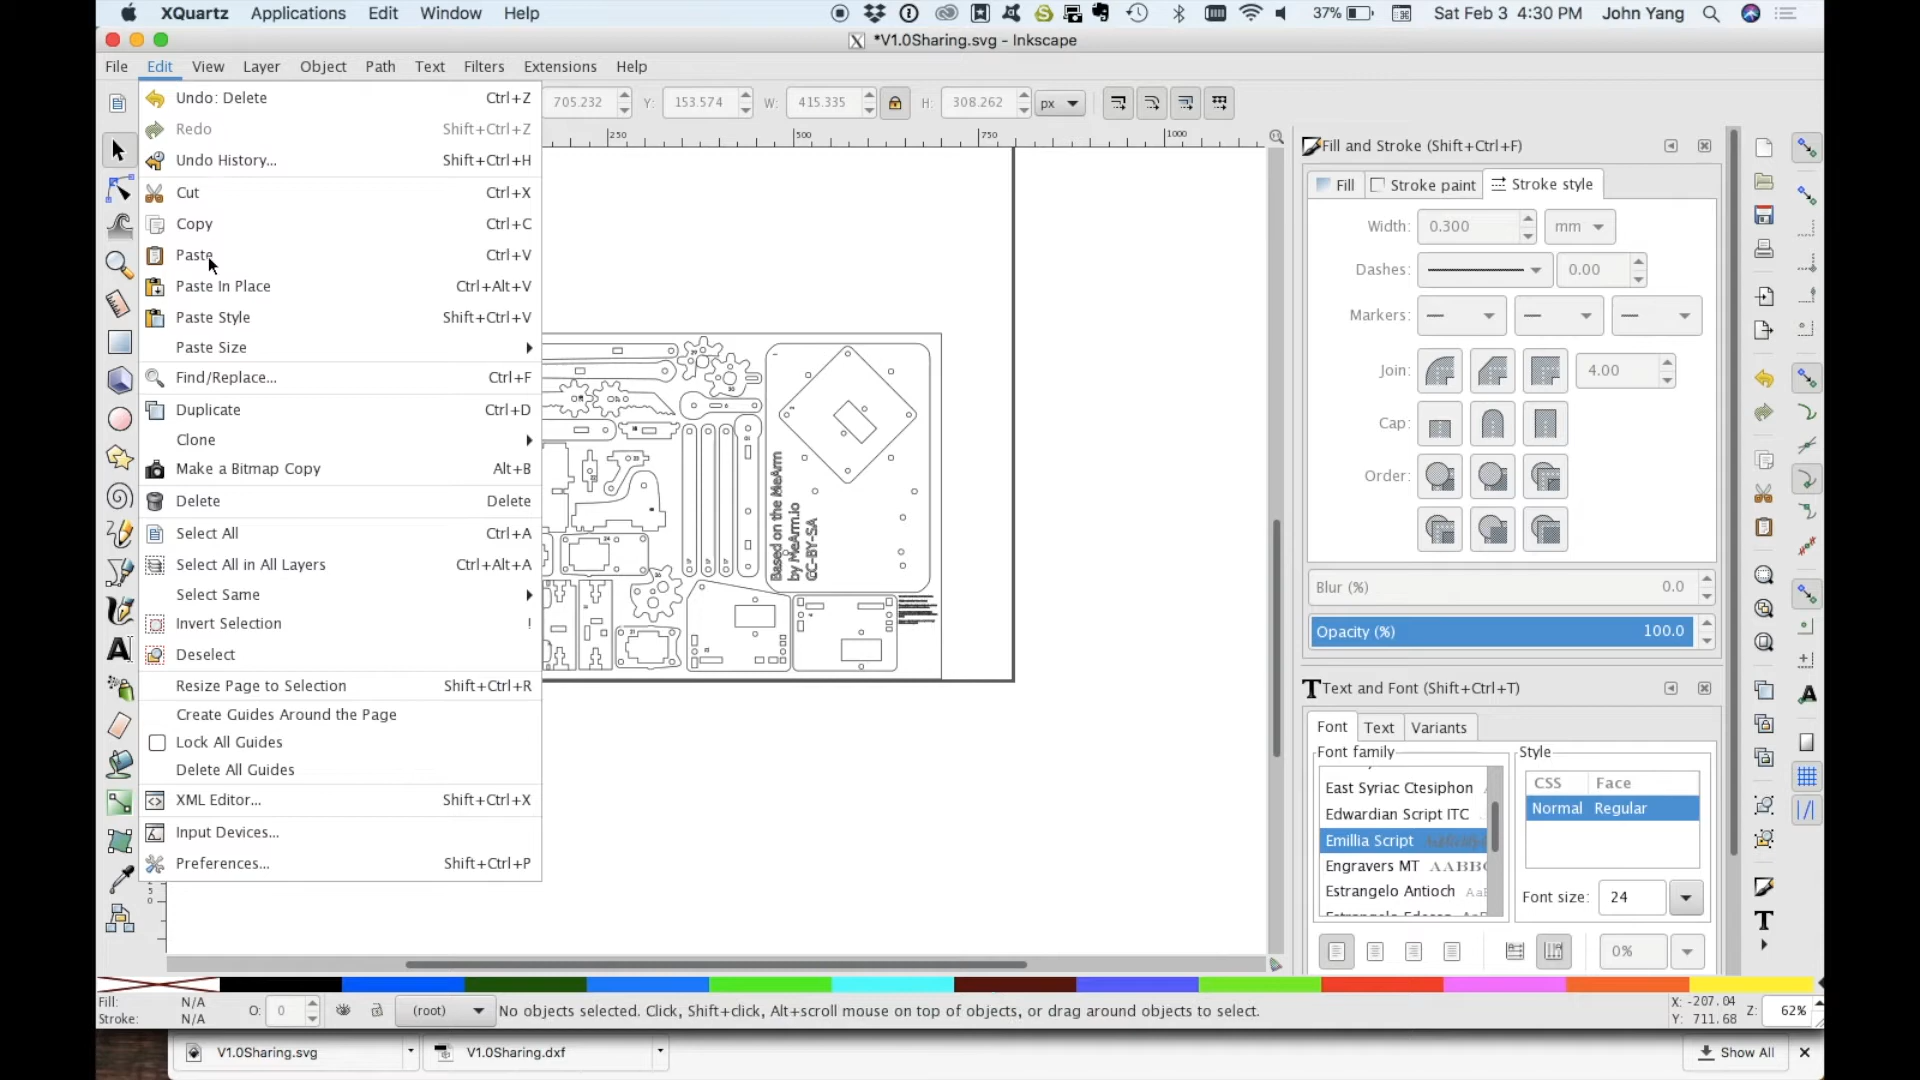 XQuartz Applications Edit Window Help 37% Sat Feb 3 4:30 PM John Yang
*V1.0Sharing.svg - Inkscape
File Edit View Layer Object Path Text Filters Extensions Help
Undo: Delete Ctrl+Z
Redo Shift+Ctrl+Z
Undo History... Shift+Ctrl+H
Cut Ctrl+X
Copy Ctrl+C
Paste Ctrl+V
Paste In Place Ctrl+Alt+V
Paste Style Shift+Ctrl+V
Paste Size
Find/Replace... Ctrl+F
Duplicate Ctrl+D
Clone
Make a Bitmap Copy Alt+B
Delete Delete
Select All Ctrl+A
Select All in All Layers Ctrl+Alt+A
Select Same
Invert Selection !
Deselect
Resize Page to Selection Shift+Ctrl+R
Create Guides Around the Page
Lock All Guides
Delete All Guides
XML Editor... Shift+Ctrl+X
Input Devices...
Preferences... Shift+Ctrl+P
705.232 Y: 153.574 W: 415.335 H: 308.262 px
250 500 750 1000
Based on the MeArm
by MeArm.io
CC-BY-SA
Fill and Stroke (Shift+Ctrl+F)
Fill Stroke paint Stroke style
Width: 0.300 mm
Dashes: 0.00
Markers:
Join: 4.00
Cap:
Order:
Blur (%) 0.0
Opacity (%) 100.0
Text and Font (Shift+Ctrl+T)
Font Text Variants
Font family Style
East Syriac Ctesiphon
Edwardian Script ITC
Emillia Script
Engravers MT AABBC
Estrangelo Antioch
CSS Face
Normal Regular
Font size: 24
0%
Fill: N/A
Stroke: N/A
O: 0 (root) No objects selected. Click, Shift+click, Alt+scroll mouse on top of objects, or drag around objects to select.
X: -207.04
Y: 711.68
Z: 62%
V1.0Sharing.svg V1.0Sharing.dxf Show All